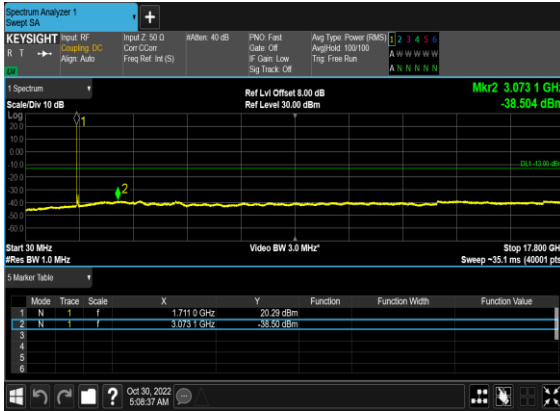 Spectrum Analyzer 1
Swept SA
KEYSIGHT
R T
Input: RF
Coupling: DC
Align: Auto
Input Z: 50 Ω
Corr CCorr
Freq Ref: Int (S)
#Atten: 40 dB
PNO: Fast
Gate: Off
IF Gain: Low
Sig Track: Off
Avg Type: Power (RMS)
Avg|Hold: 100/100
Trig: Free Run
1 2 3 4 5 6
A W W W W W
A N N N N N
1 Spectrum
Scale/Div 10 dB
Ref Lvl Offset 8.00 dB
Ref Level 30.00 dBm
Mkr2 3.073 1 GHz
-38.504 dBm
Log
20.0
10.0
0.00
-10.0
-20.0
-30.0
-40.0
-50.0
-60.0
1
2
DL1 -13.00 dBm
Start 30 MHz
#Res BW 1.0 MHz
Video BW 3.0 MHz*
Stop 17.800 GHz
Sweep ~35.1 ms (40001 pts)
5 Marker Table
Mode Trace Scale X Y Function Function Width Function Value
1 N 1 f 1.711 0 GHz 20.29 dBm
2 N 1 f 3.073 1 GHz -38.50 dBm
3
4
5
6
Oct 30, 2022
5:08:37 AM